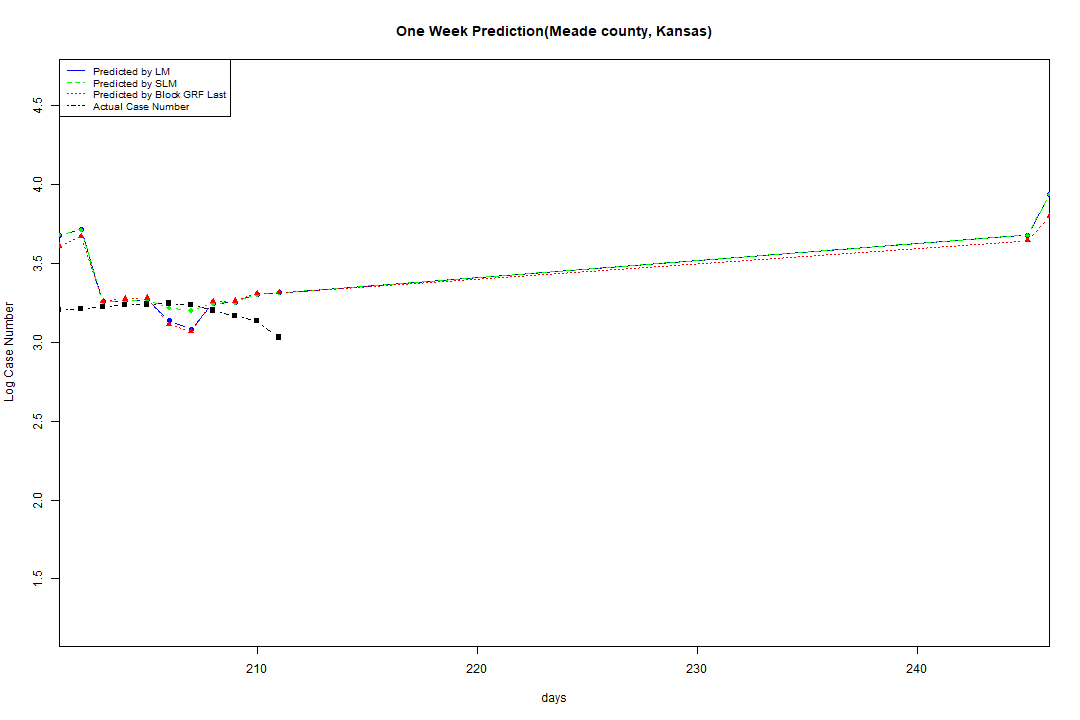 One Week Prediction(Meade county, Kansas)
Predicted by LM
Predicted by SLM
Predicted by Block GRF Last
Actual Case Number
4.5
4.0
3.5
3.0
2.5
2.0
1.5
Log Case Number
210 220 230 240
days